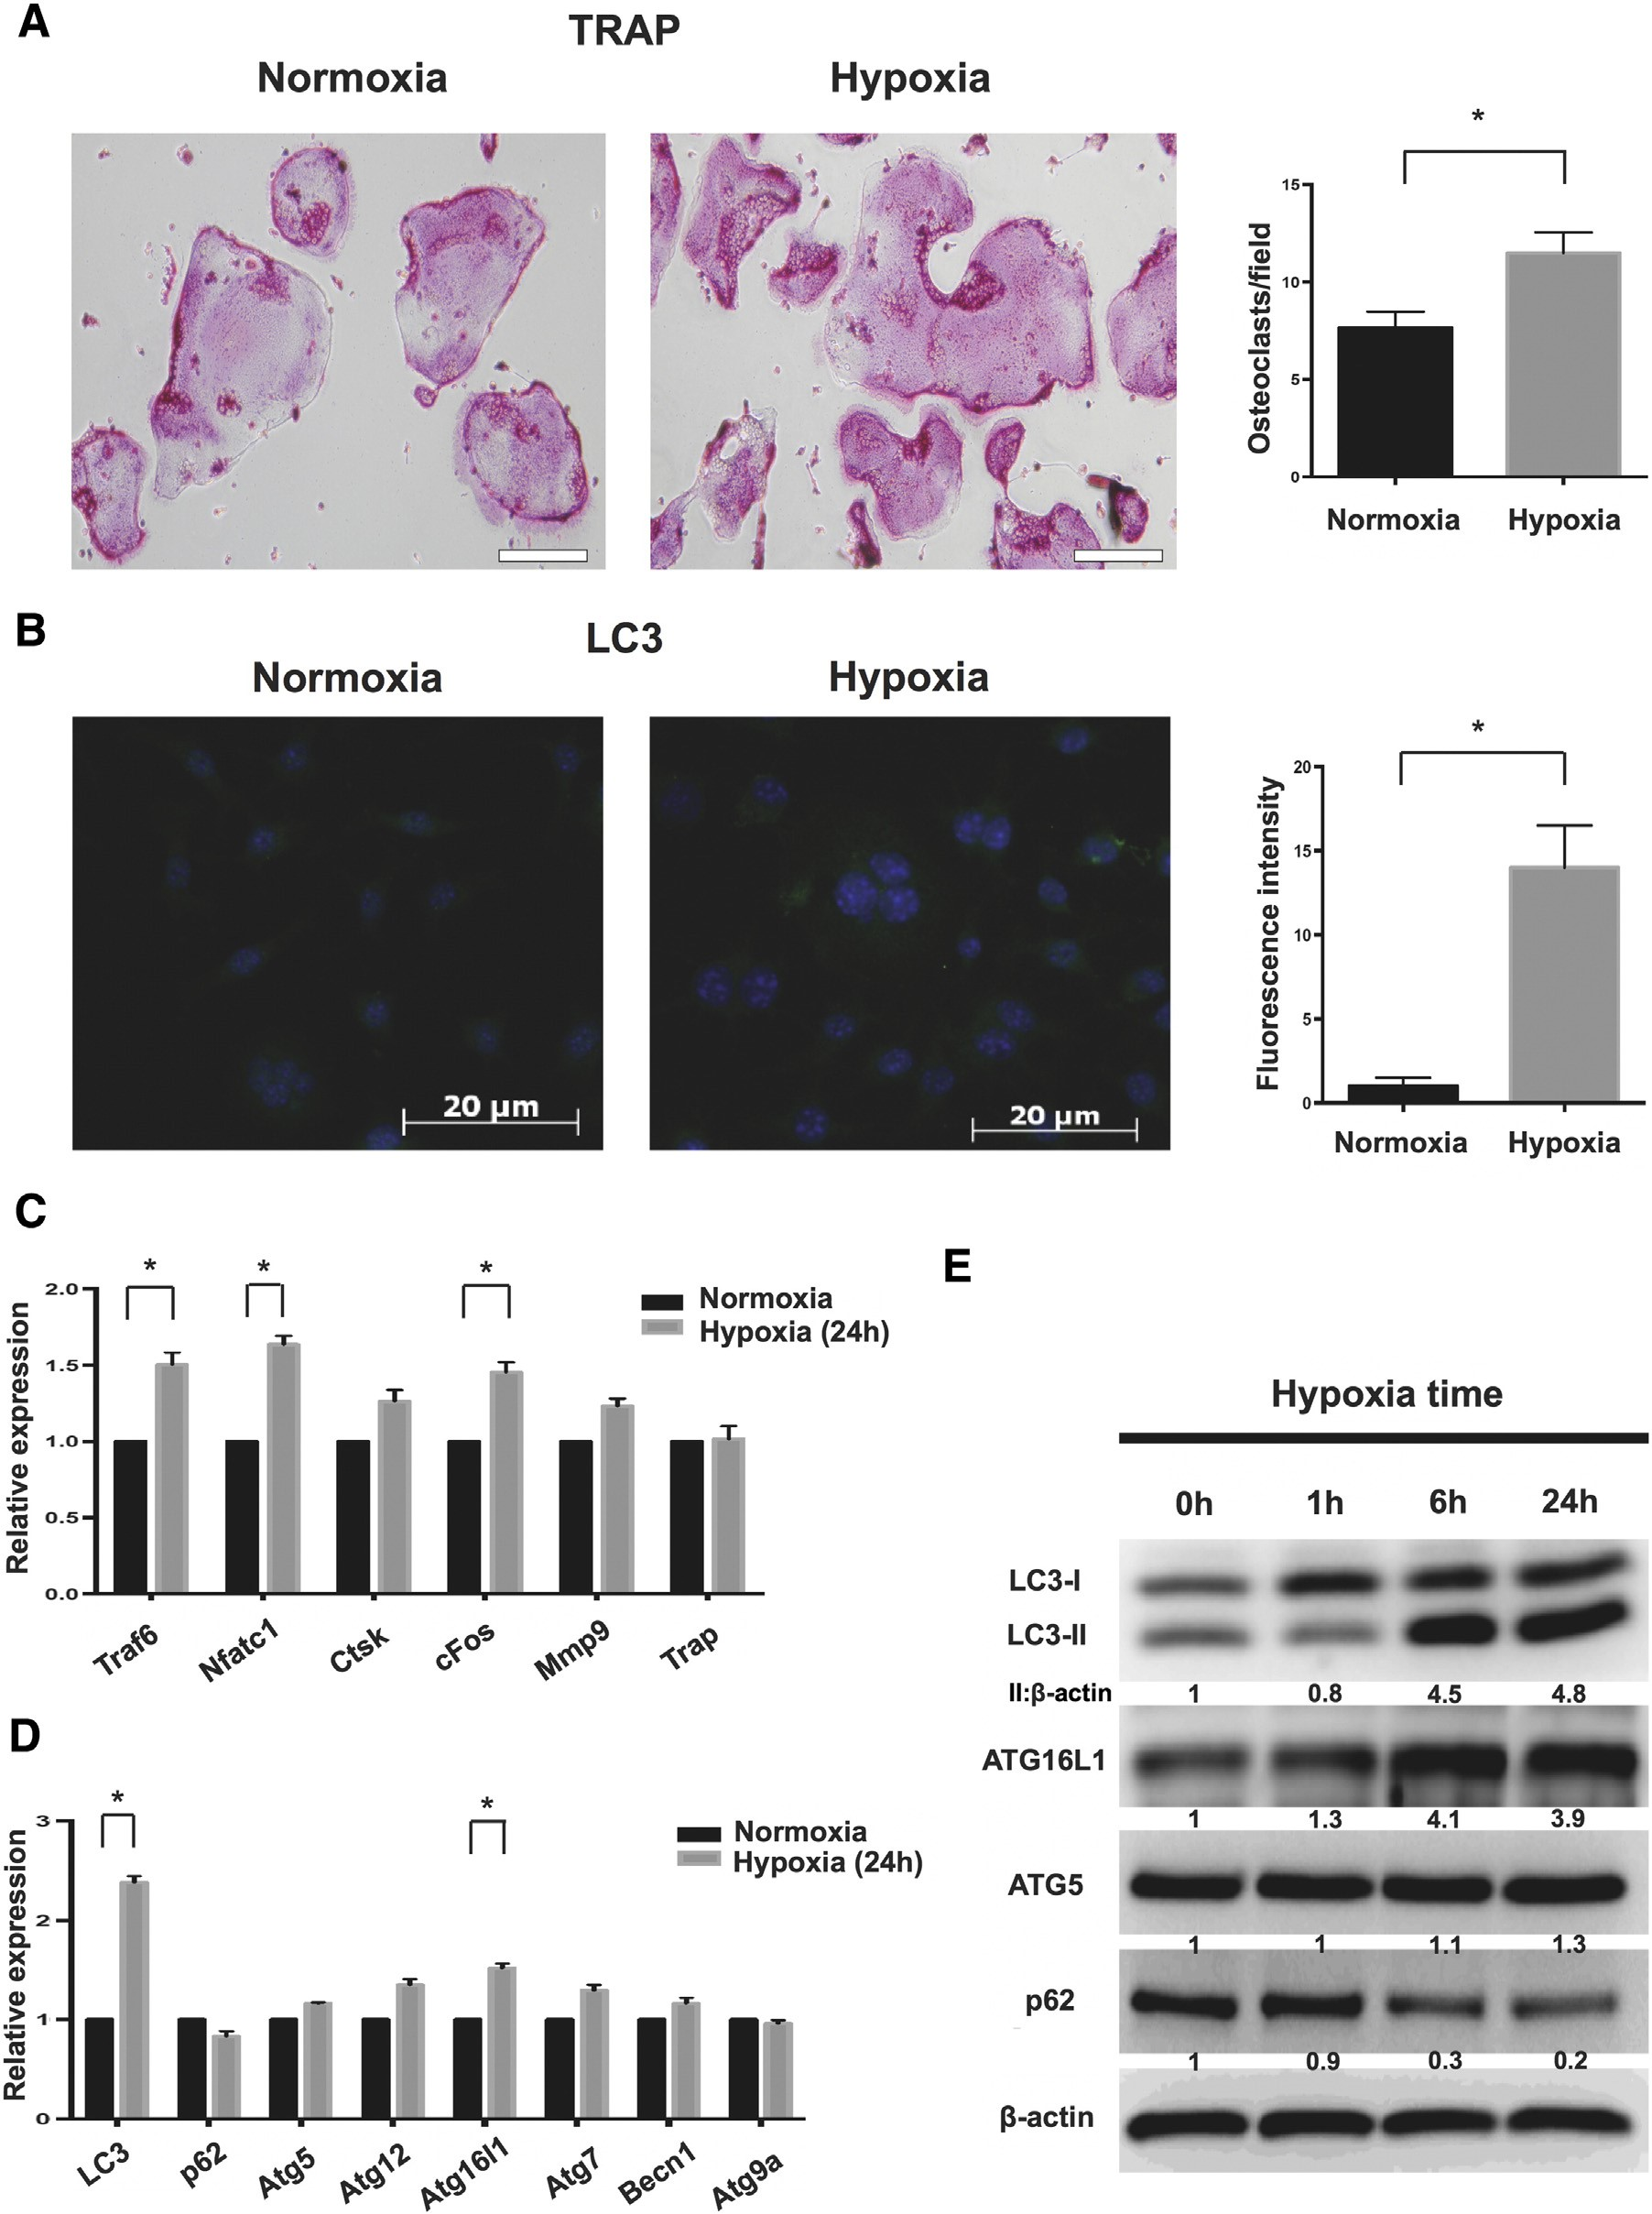 A
TRAP
Normoxia
Hypoxia
*
15
10
5
0
Osteoclasts/field
Normoxia
Hypoxia
B
LC3
Normoxia
Hypoxia
20 µm
20 µm
*
20
15
10
5
0
Fluorescence intensity
Normoxia
Hypoxia
C
* * *
2.0
1.5
1.0
0.5
0.0
Relative expression
Normoxia
Hypoxia (24h)
Traf6 Nfatc1 Ctsk cFos Mmp9 Trap
D
* *
3
2
1
0
Relative expression
Normoxia
Hypoxia (24h)
LC3 p62 Atg5 Atg12 Atg16l1 Atg7 Becn1 Atg9a
E
Hypoxia time
0h 1h 6h 24h
LC3-I
LC3-II
II:β-actin 1 0.8 4.5 4.8
ATG16L1
1 1.3 4.1 3.9
ATG5
1 1 1.1 1.3
p62
1 0.9 0.3 0.2
β-actin